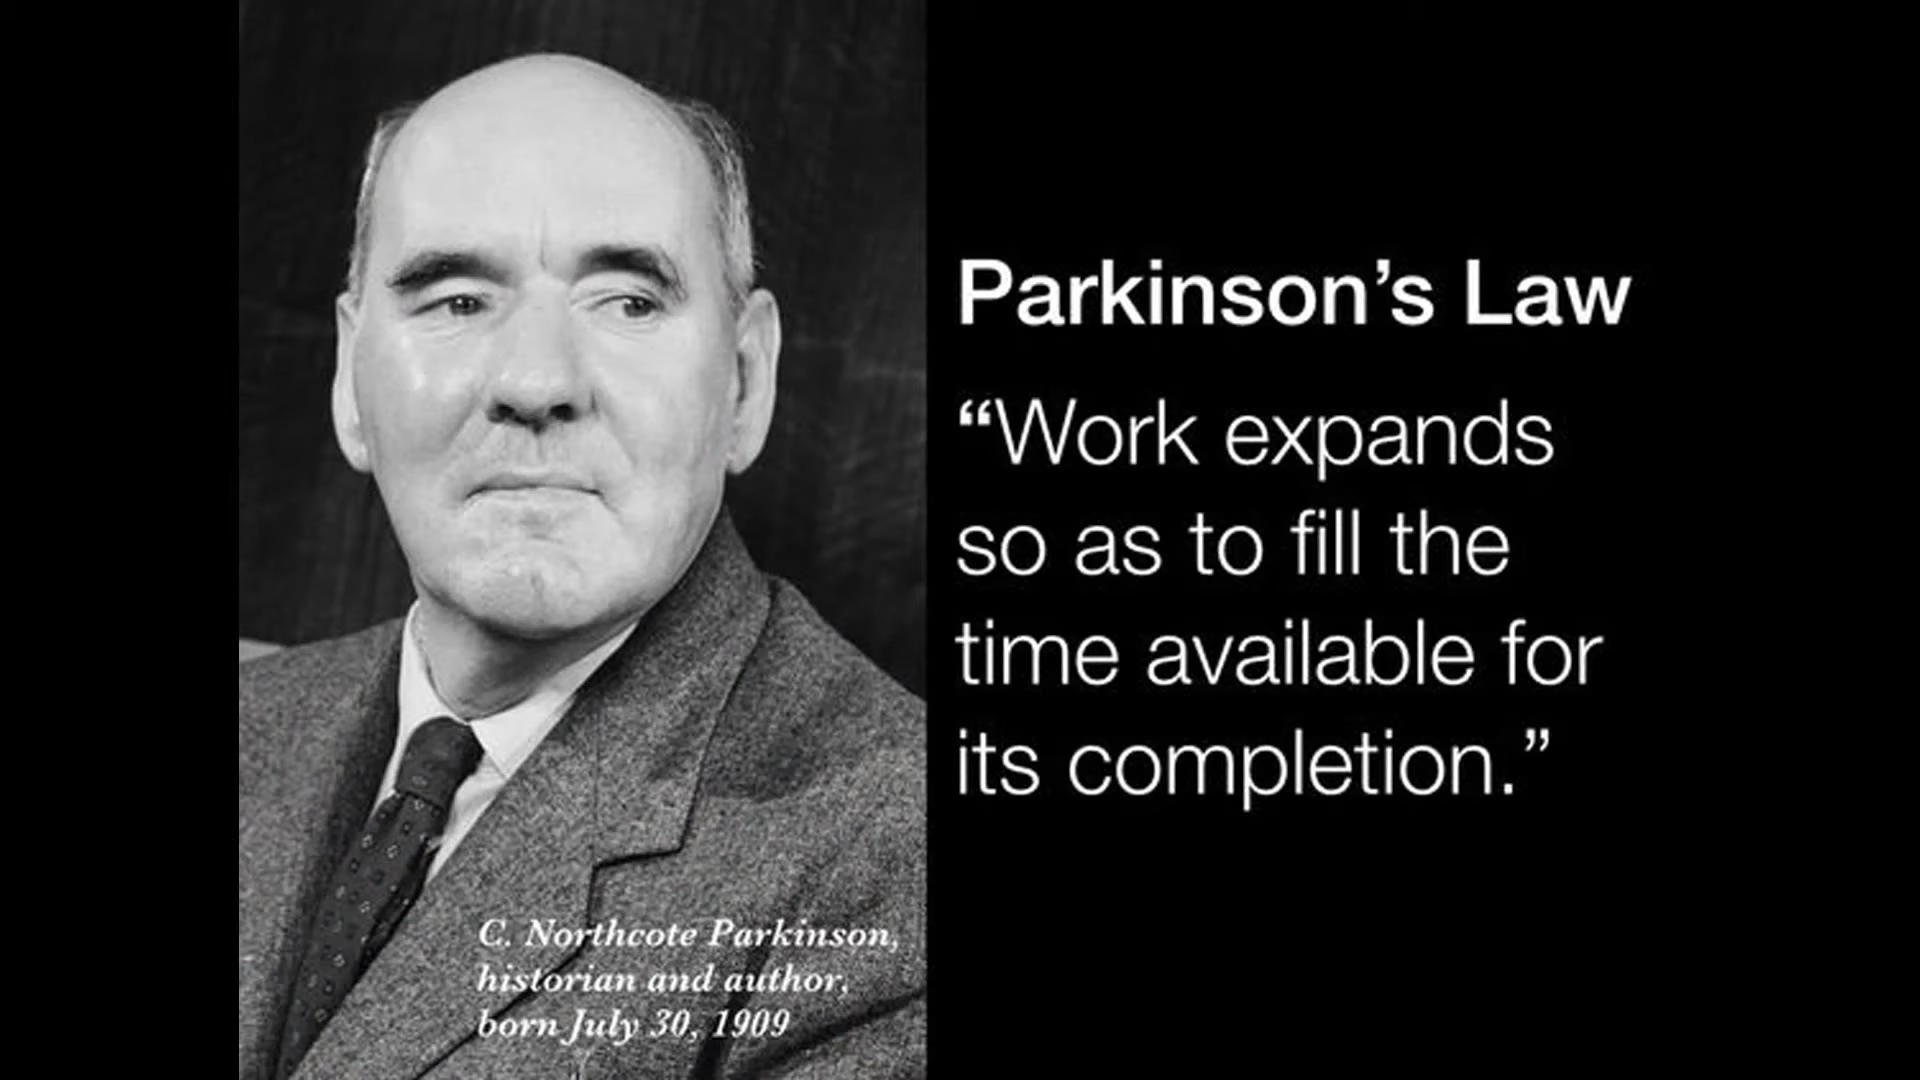 Parkinson’s Law
“Work expands
so as to fill the
time available for
its completion.”
C. Northcote Parkinson,
historian and author,
born July 30, 1909